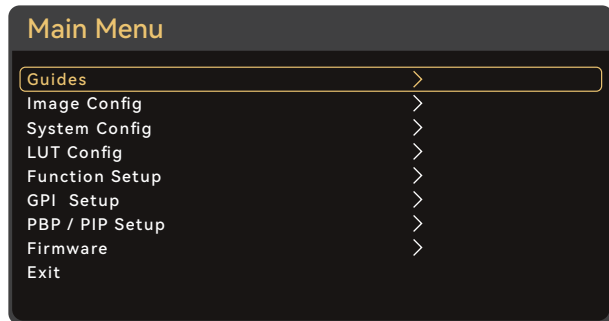 Main Menu
Guides
Image Config
System Config
LUT Config
Function Setup
GPI Setup
PBP / PIP Setup
Firmware
Exit